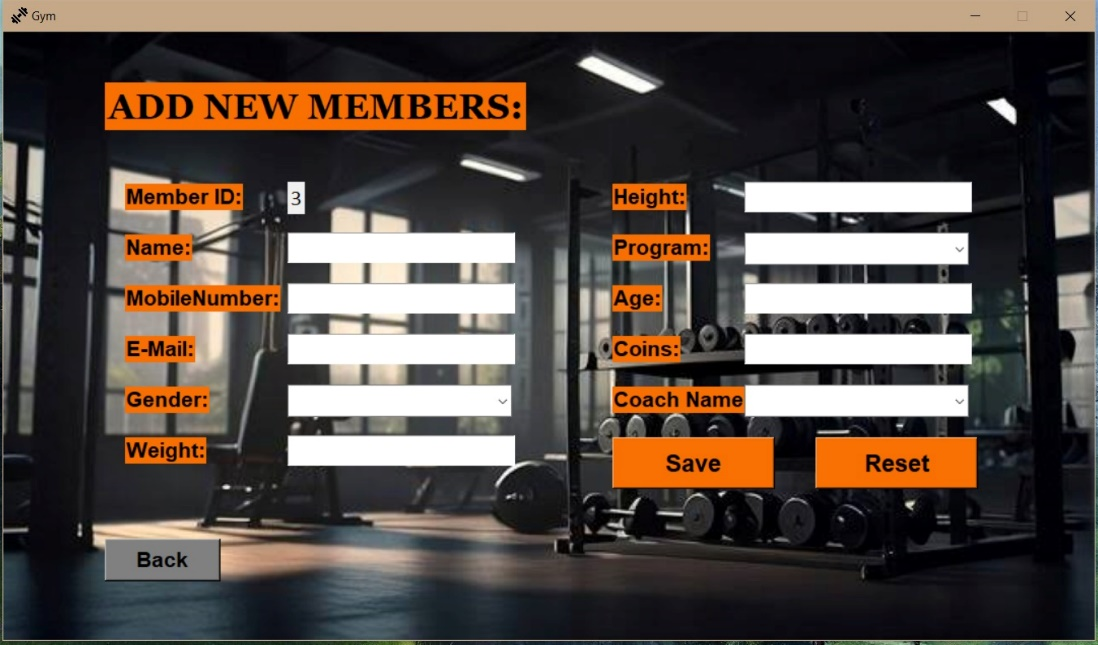 Gym
ADD NEW MEMBERS:
Member ID: 3
Name:
MobileNumber:
E-Mail:
Gender:
Weight:
Height:
Program:
Age:
Coins:
Coach Name
Save Reset
Back